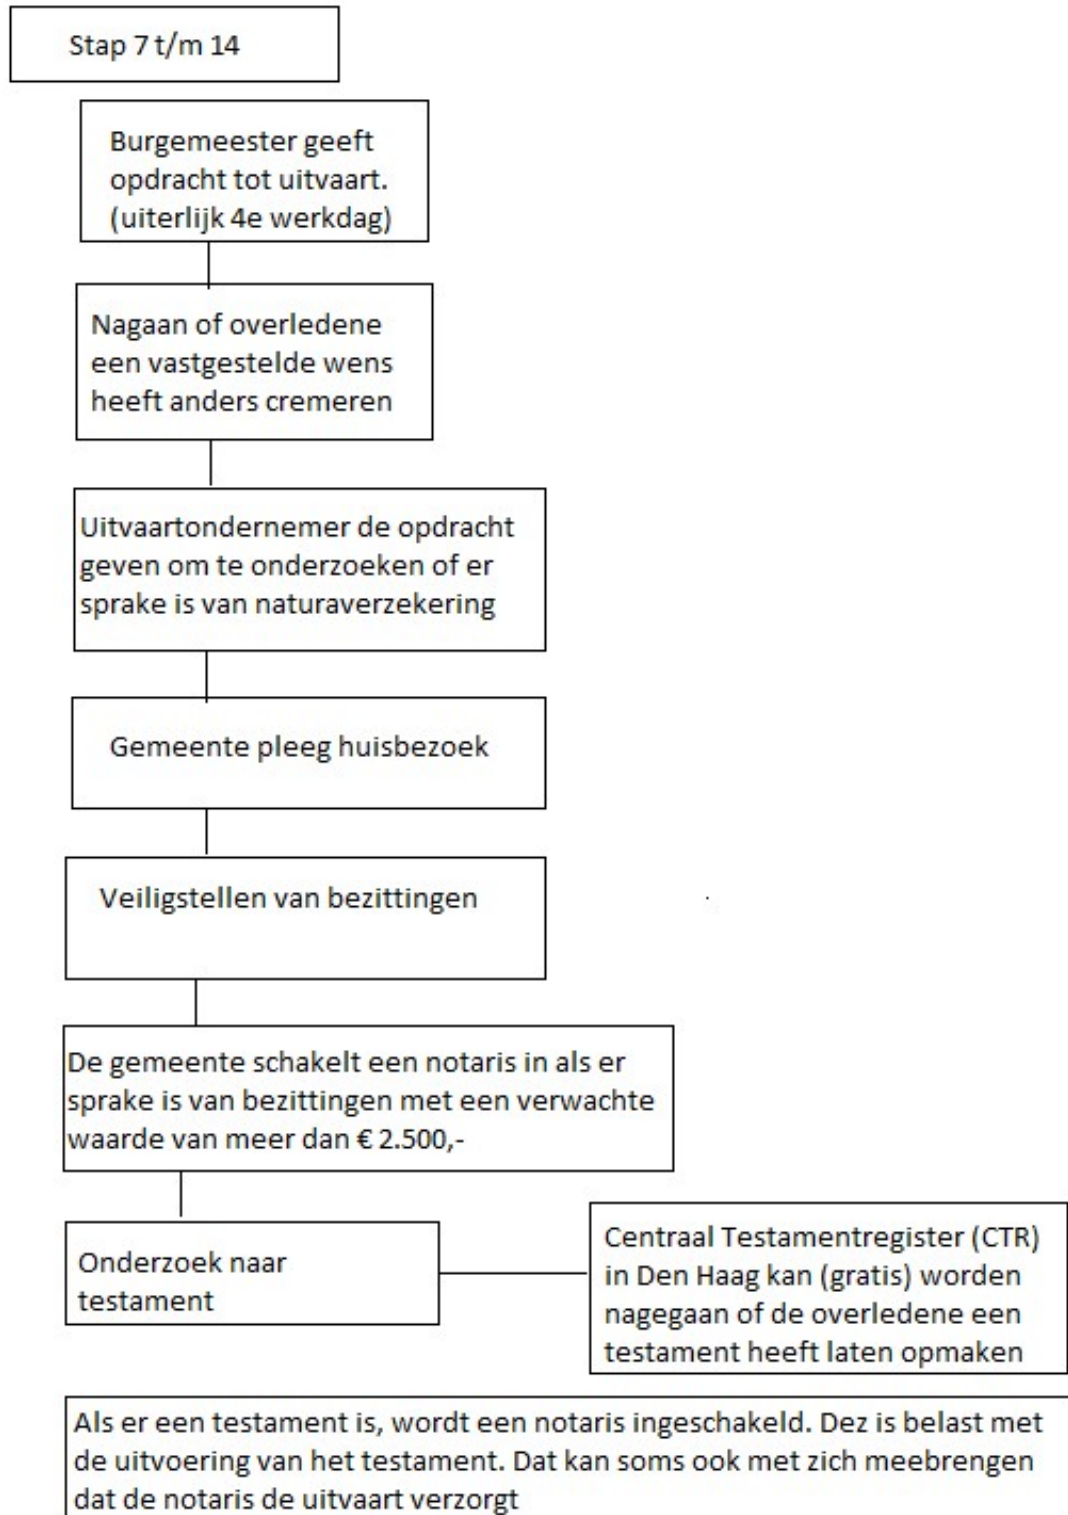 Stap 7 t/m 14
Burgemeester geeft
opdracht tot uitvaart.
(uiterlijk 4e werkdag)
Nagaan of overledene
een vastgestelde wens
heeft anders cremeren
Uitvaartondernemer de opdracht
geven om te onderzoeken of er
sprake is van naturaverzekering
Gemeente pleeg huisbezoek
Veiligstellen van bezittingen
De gemeente schakelt een notaris in als er
sprake is van bezittingen met een verwachte
waarde van meer dan € 2.500,-
Onderzoek naar
testament
Centraal Testamentregister (CTR)
in Den Haag kan (gratis) worden
nagegaan of de overledene een
testament heeft laten opmaken
Als er een testament is, wordt een notaris ingeschakeld. Dez is belast met
de uitvoering van het testament. Dat kan soms ook met zich meebrengen
dat de notaris de uitvaart verzorgt